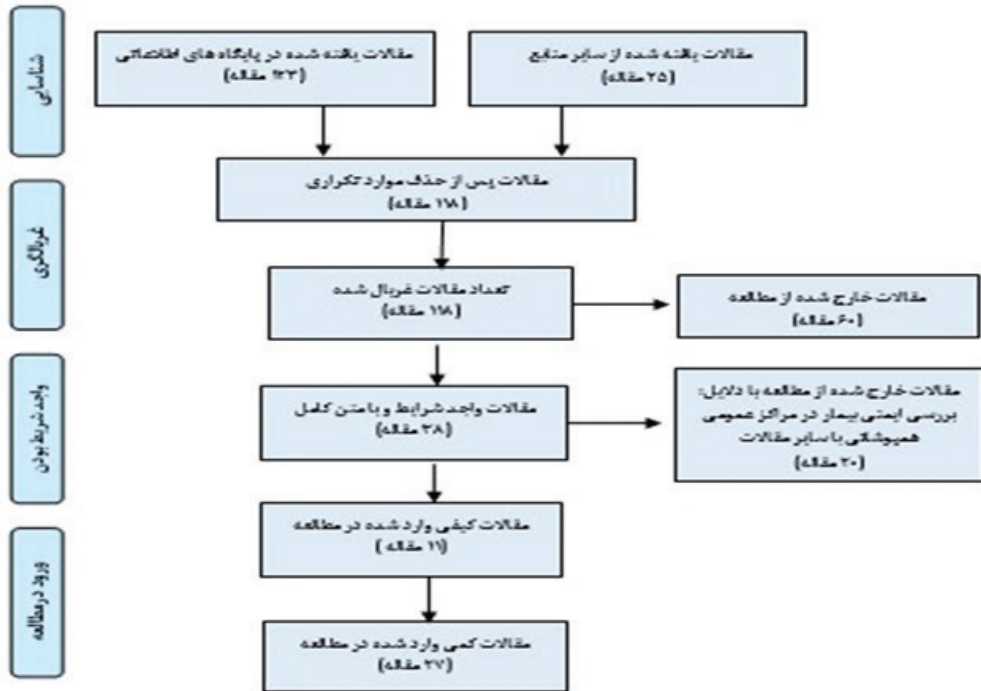 شناسایی
مقالات یافته شده از سایر منابع
(۲۵ مقاله)
مقالات یافته شده در پایگاه های اطلاعاتی
(۱۲۳ مقاله)
غربالگری
مقالات پس از حذف موارد تکراری
(۱۱۸ مقاله)
تعداد مقالات غربال شده
(۱۱۸ مقاله)
مقالات خارج شده از مطالعه
(۶۰ مقاله)
واجد شریط بودن
مقالات واجد شرایط و با متن کامل
(۳۸ مقاله)
مقالات خارج شده از مطالعه با دلایل:
بررسی ایمنی بیمار در مراکز عمومی
همپوشانی با سایر مقالات
(۲۰ مقاله)
ورود در مطالعه
مقالات کیفی وارد شده در مطالعه
(۱۱ مقاله )
مقالات کمی وارد شده در مطالعه
(۲۷ مقاله)